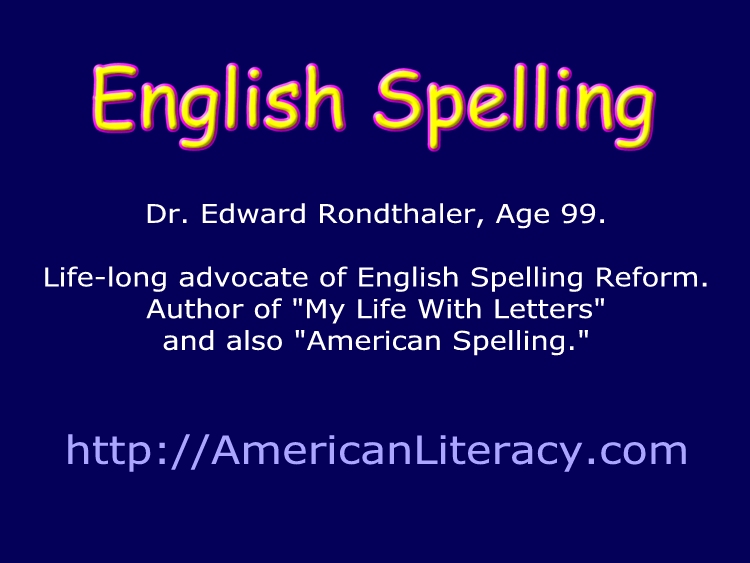 English Spelling
Dr. Edward Rondthaler, Age 99.
Life-long advocate of English Spelling Reform.
Author of "My Life With Letters"
and also "American Spelling."
http://AmericanLiteracy.com